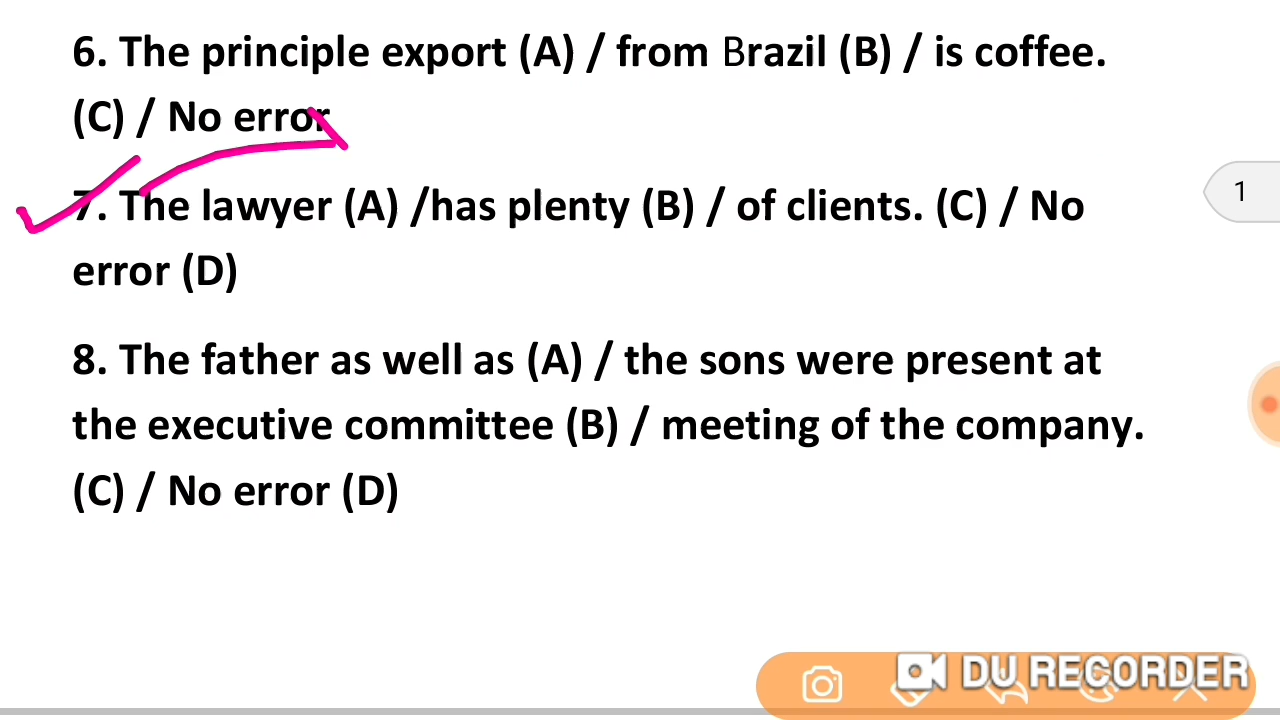 6. The principle export (A) / from Brazil (B) / is coffee.
(C) / No error
7. The lawyer (A) /has plenty (B) / of clients. (C) / No
error (D)
1
8. The father as well as (A) / the sons were present at
the executive committee (B) / meeting of the company.
(C) / No error (D)
DU RECORDER